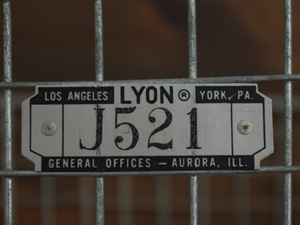 LOS ANGELES LYON® YORK, PA.
J521
GENERAL OFFICES — AURORA, ILL.